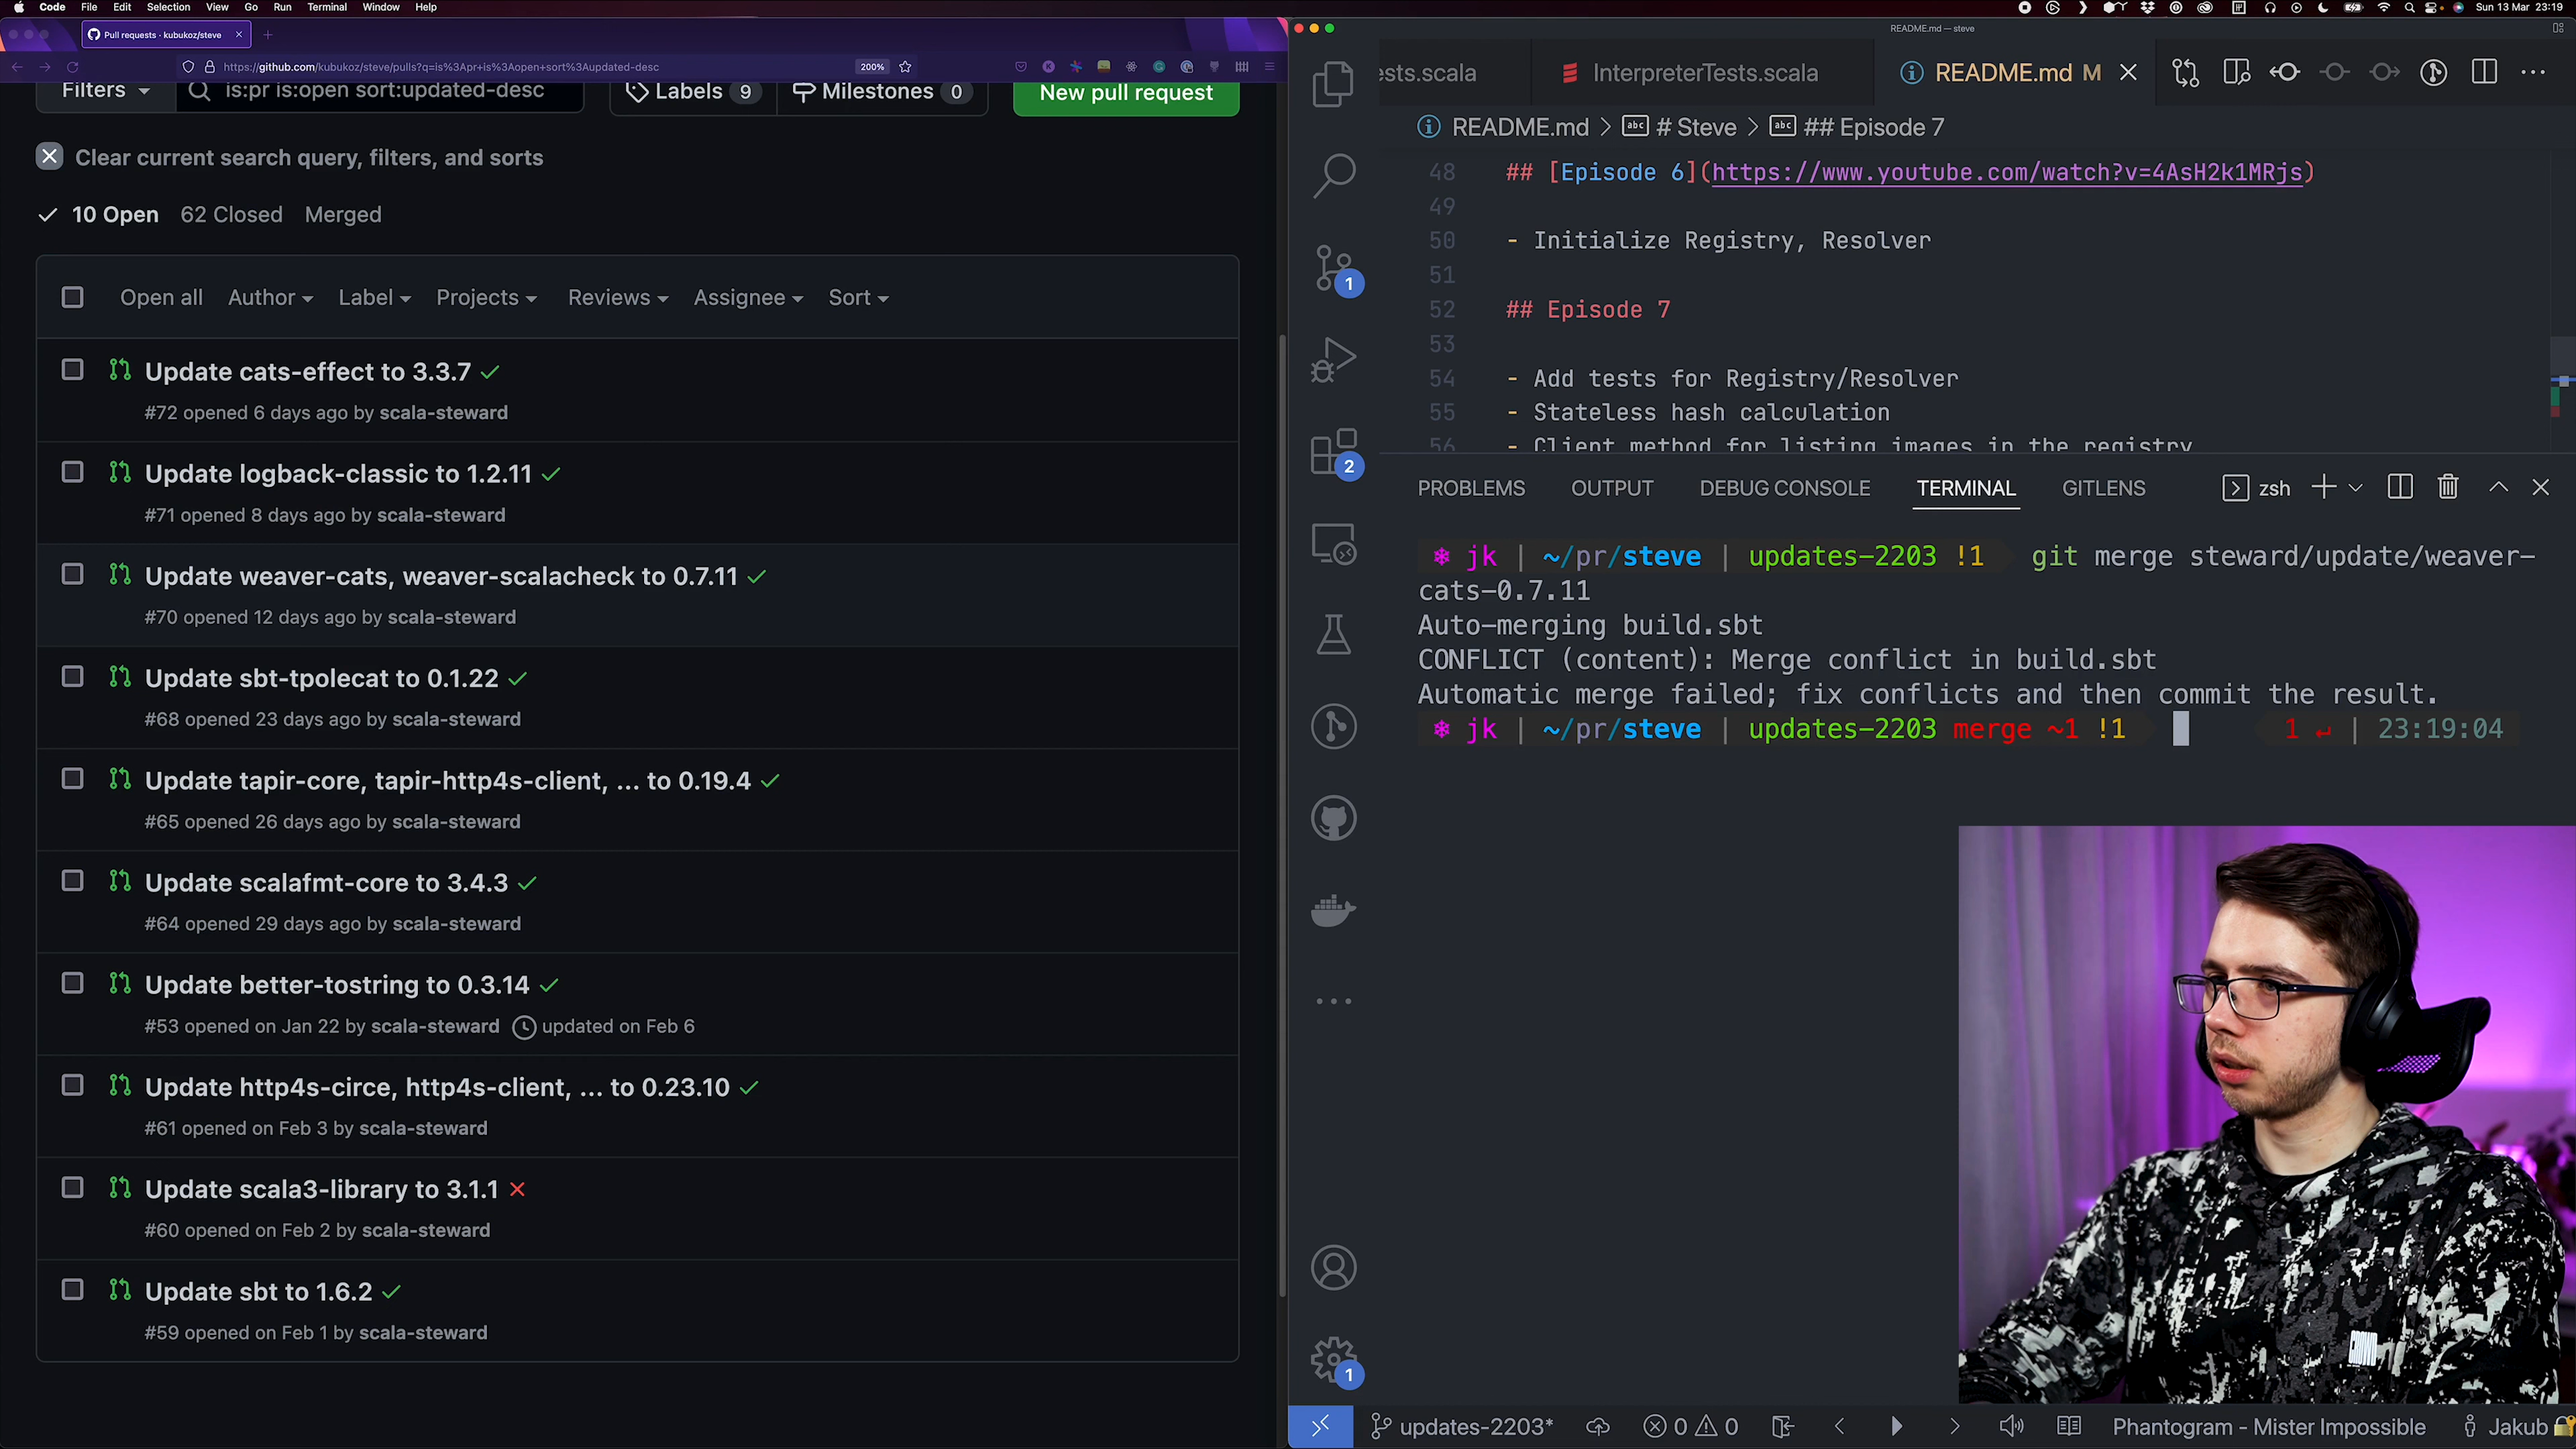 Code File Edit Selection View Go Run Terminal Window Help
Sun 13 Mar 23:19
Pull requests · kubukoz/steve
https://github.com/kubukoz/steve/pulls?q=is%3Apr+is%3Aopen+sort%3Aupdated-desc
200%
Filters
is:pr is:open sort:updated-desc
Labels 9
Milestones 0
New pull request
Clear current search query, filters, and sorts
10 Open 62 Closed Merged
Open all Author Label Projects Reviews Assignee Sort
Update cats-effect to 3.3.7
#72 opened 6 days ago by scala-steward
Update logback-classic to 1.2.11
#71 opened 8 days ago by scala-steward
Update weaver-cats, weaver-scalacheck to 0.7.11
#70 opened 12 days ago by scala-steward
Update sbt-tpolecat to 0.1.22
#68 opened 23 days ago by scala-steward
Update tapir-core, tapir-http4s-client, ... to 0.19.4
#65 opened 26 days ago by scala-steward
Update scalafmt-core to 3.4.3
#64 opened 29 days ago by scala-steward
Update better-tostring to 0.3.14
#53 opened on Jan 22 by scala-steward updated on Feb 6
Update http4s-circe, http4s-client, ... to 0.23.10
#61 opened on Feb 3 by scala-steward
Update scala3-library to 3.1.1
#60 opened on Feb 2 by scala-steward
Update sbt to 1.6.2
#59 opened on Feb 1 by scala-steward
README.md — steve
ests.scala
InterpreterTests.scala
README.md M
README.md > # Steve > ## Episode 7
48 ## [Episode 6](https://www.youtube.com/watch?v=4AsH2k1MRjs)
49
50 - Initialize Registry, Resolver
51
52 ## Episode 7
53
54 - Add tests for Registry/Resolver
55 - Stateless hash calculation
56 - Client method for listing images in the registry
PROBLEMS OUTPUT DEBUG CONSOLE TERMINAL GITLENS
zsh
jk | ~/pr/steve | updates-2203 !1 git merge steward/update/weaver-
cats-0.7.11
Auto-merging build.sbt
CONFLICT (content): Merge conflict in build.sbt
Automatic merge failed; fix conflicts and then commit the result.
jk | ~/pr/steve | updates-2203 merge ~1 !1 1 ↵ | 23:19:04
1
2
1
updates-2203*
0 0
Phantogram - Mister Impossible
Jakub